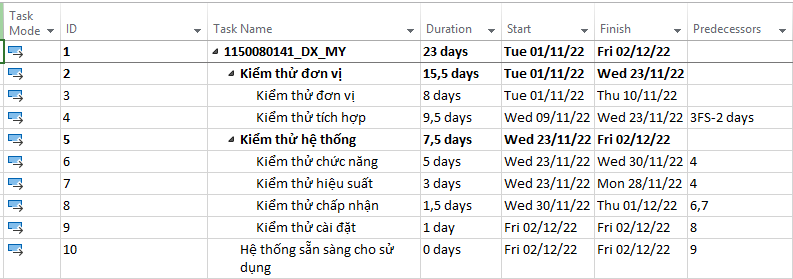 Task Mode ID Task Name Duration Start Finish Predecessors
1 1150080141_DX_MY 23 days Tue 01/11/22 Fri 02/12/22
2 Kiểm thử đơn vị 15,5 days Tue 01/11/22 Wed 23/11/22
3 Kiểm thử đơn vị 8 days Tue 01/11/22 Thu 10/11/22
4 Kiểm thử tích hợp 9,5 days Wed 09/11/22 Wed 23/11/22 3FS-2 days
5 Kiểm thử hệ thống 7,5 days Wed 23/11/22 Fri 02/12/22
6 Kiểm thử chức năng 5 days Wed 23/11/22 Wed 30/11/22 4
7 Kiểm thử hiệu suất 3 days Wed 23/11/22 Mon 28/11/22 4
8 Kiểm thử chấp nhận 1,5 days Wed 30/11/22 Thu 01/12/22 6,7
9 Kiểm thử cài đặt 1 day Fri 02/12/22 Fri 02/12/22 8
10 Hệ thống sẵn sàng cho sử dụng 0 days Fri 02/12/22 Fri 02/12/22 9